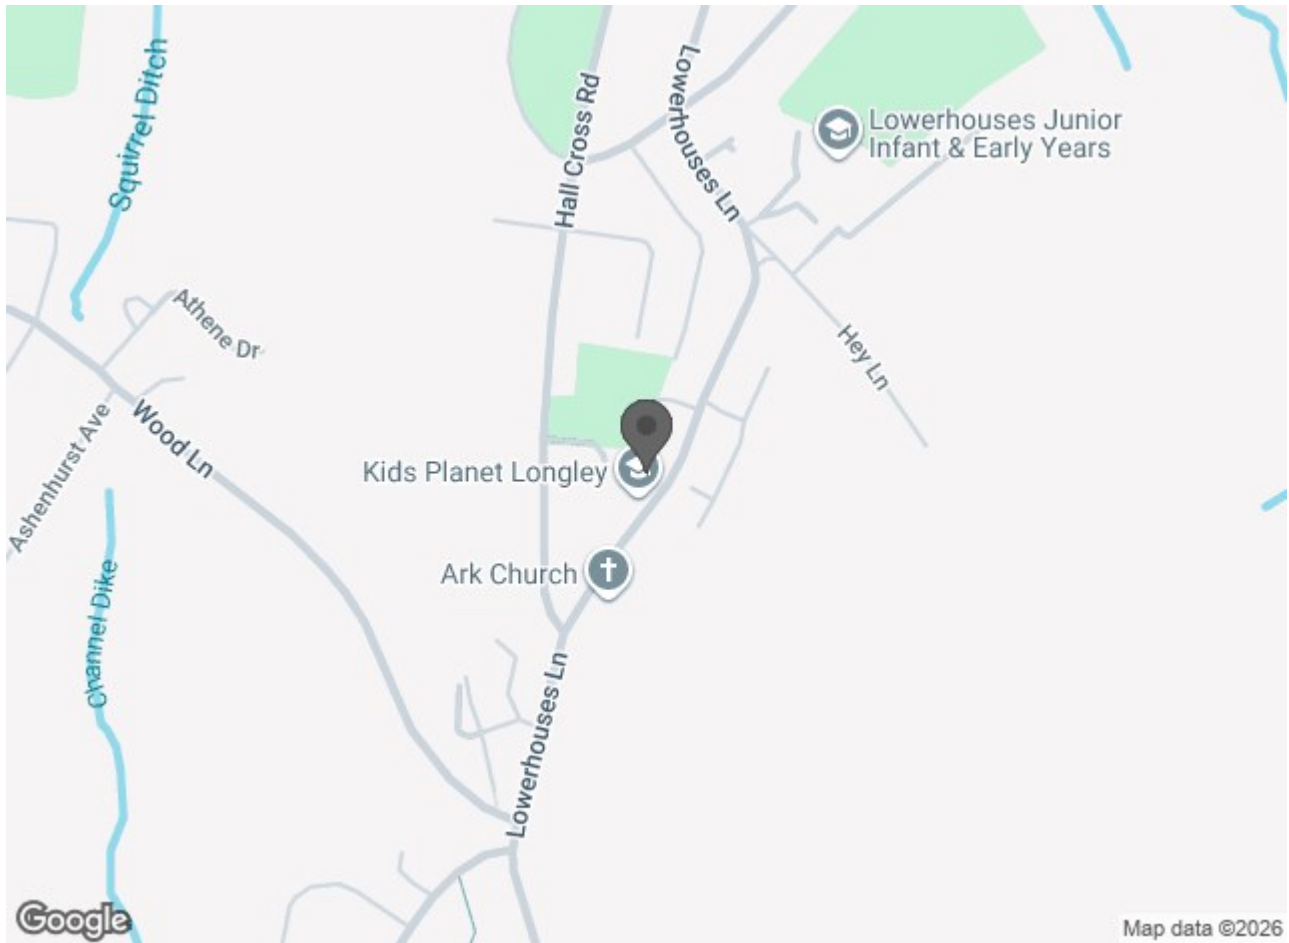 Squirrel Ditch
Hall Cross Rd
Lowerhouses Ln
Lowerhouses Junior
Infant & Early Years
Athene Dr
Hey Ln
Wood Ln
Ashenhurst Ave
Kids Planet Longley
Ark Church
Channel Dike
Lowerhouses Ln
Google
Map data ©2026